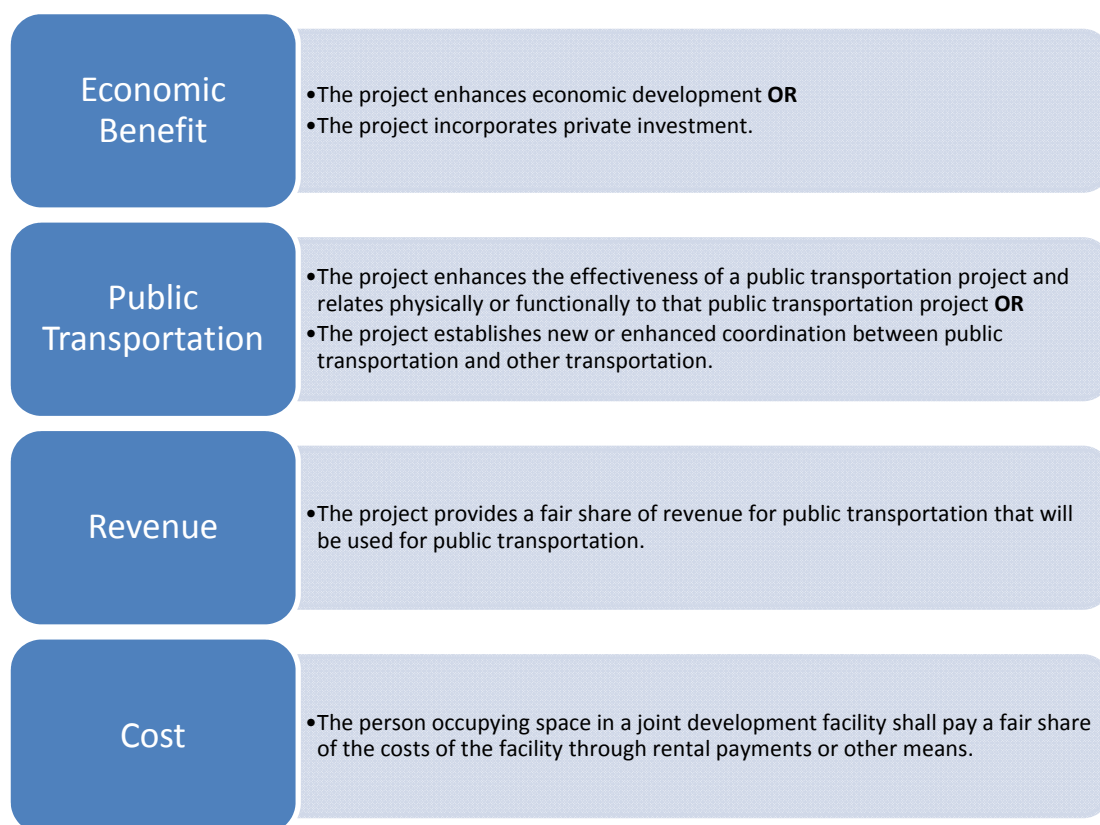 Economic
Benefit
•The project enhances economic development OR
•The project incorporates private investment.
Public
Transportation
•The project enhances the effectiveness of a public transportation project and
relates physically or functionally to that public transportation project OR
•The project establishes new or enhanced coordination between public
transportation and other transportation.
Revenue
•The project provides a fair share of revenue for public transportation that will
be used for public transportation.
Cost
•The person occupying space in a joint development facility shall pay a fair share
of the costs of the facility through rental payments or other means.